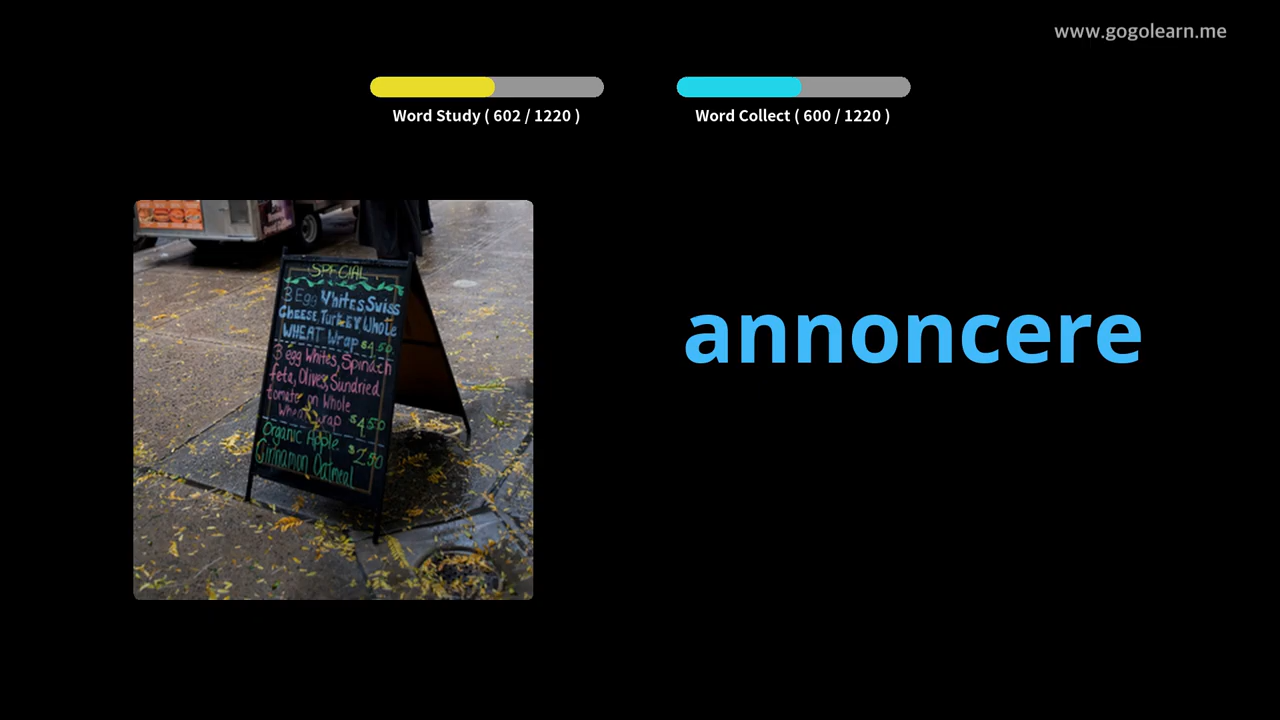 www.gogolearn.me
Word Study ( 602 / 1220 )
Word Collect ( 600 / 1220 )
SPECIAL
3 Egg Whites Swiss
Cheese, Turkey Whole
WHEAT Wrap $4.50
3 egg Whites, Spinach
feta, Olives, Sundried
tomato on Whole
Wheat wrap $4.50
Organic Apple
Cinnamon Oatmeal $2.50
annoncere